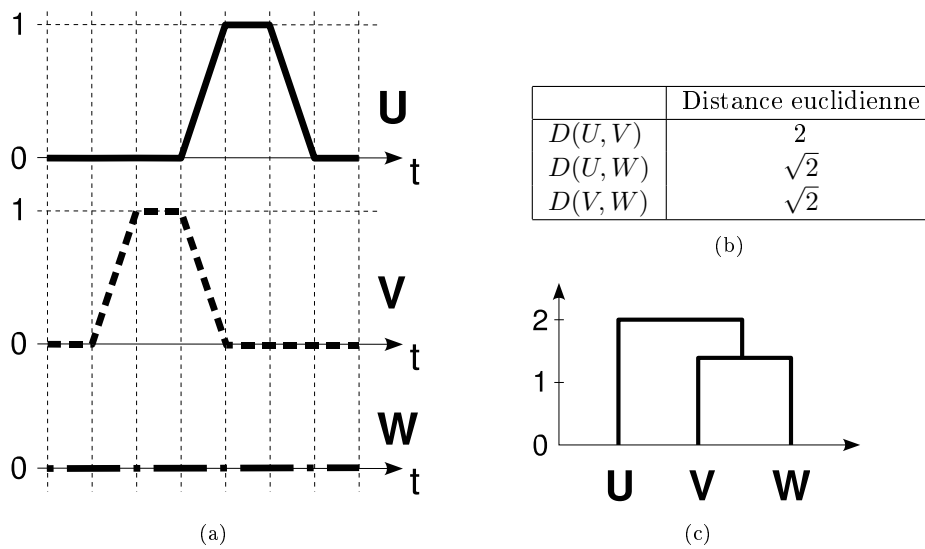 1
U
0
t
1
V
0
t
W
0
t
(a)
Distance euclidienne
D(U, V) 2
D(U, W) √2
D(V, W) √2
(b)
2
1
0
U V W
(c)